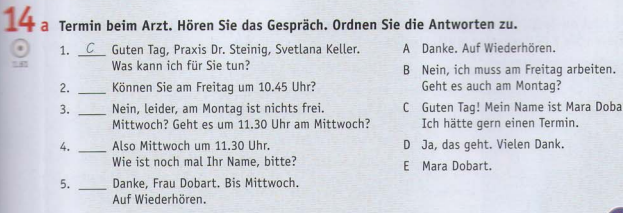 14 a Termin beim Arzt. Hören Sie das Gespräch. Ordnen Sie die Antworten zu.
1. C Guten Tag, Praxis Dr. Steinig, Svetlana Keller.
Was kann ich für Sie tun?
2. ____ Können Sie am Freitag um 10.45 Uhr?
3. ____ Nein, leider, am Montag ist nichts frei.
Mittwoch? Geht es um 11.30 Uhr am Mittwoch?
4. ____ Also Mittwoch um 11.30 Uhr.
Wie ist noch mal Ihr Name, bitte?
5. ____ Danke, Frau Dobart. Bis Mittwoch.
Auf Wiederhören.
A Danke. Auf Wiederhören.
B Nein, ich muss am Freitag arbeiten.
Geht es auch am Montag?
C Guten Tag! Mein Name ist Mara Doba
Ich hätte gern einen Termin.
D Ja, das geht. Vielen Dank.
E Mara Dobart.